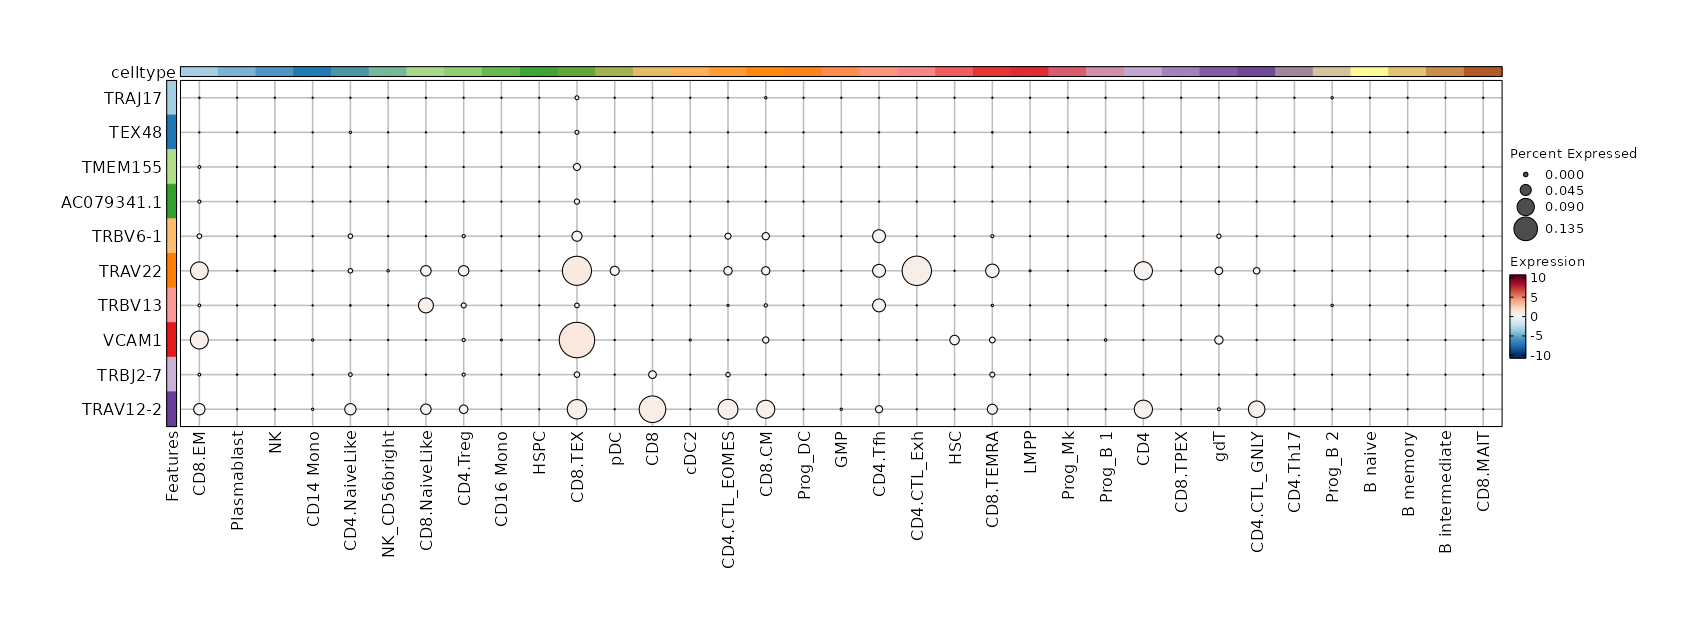 celltype
TRAJ17
TEX48
TMEM155
AC079341.1
TRBV6-1
TRAV22
TRBV13
VCAM1
TRBJ2-7
TRAV12-2
Features
CD8.EM
Plasmablast
NK
CD14 Mono
CD4.NaiveLike
NK_CD56bright
CD8.NaiveLike
CD4.Treg
CD16 Mono
HSPC
CD8.TEX
pDC
CD8
cDC2
CD4.CTL_EOMES
CD8.CM
Prog_DC
GMP
CD4.Tfh
CD4.CTL_Exh
HSC
CD8.TEMRA
LMPP
Prog_Mk
Prog_B 1
CD4
CD8.TPEX
gdT
CD4.CTL_GNLY
CD4.Th17
Prog_B 2
B naive
B memory
B intermediate
CD8.MAIT
Percent Expressed
0.000
0.045
0.090
0.135
Expression
10
5
0
-5
-10